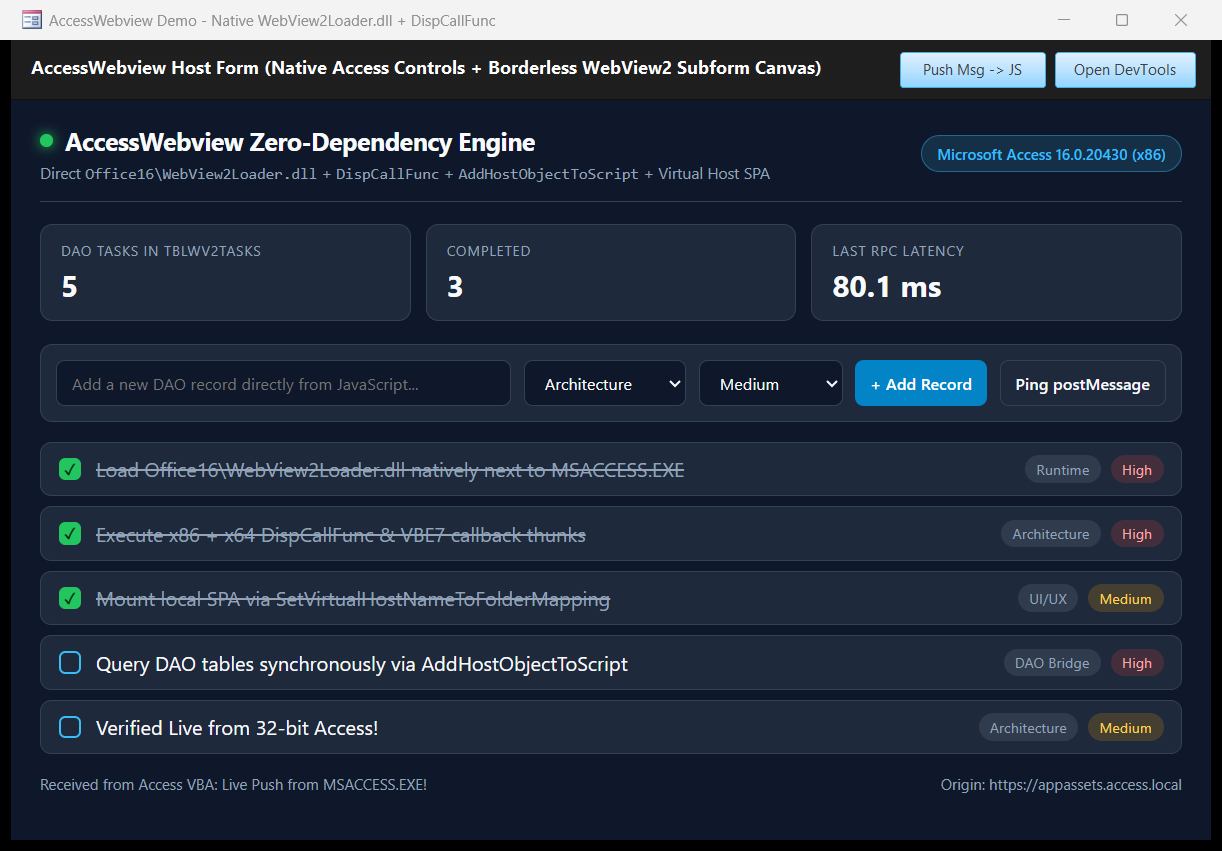 AccessWebview Demo - Native WebView2Loader.dll + DispCallFunc
AccessWebview Host Form (Native Access Controls + Borderless WebView2 Subform Canvas)
Push Msg -> JS
Open DevTools
AccessWebview Zero-Dependency Engine
Microsoft Access 16.0.20430 (x86)
Direct Office16\WebView2Loader.dll + DispCallFunc + AddHostObjectToScript + Virtual Host SPA
DAO TASKS IN TBLWV2TASKS
5
COMPLETED
3
LAST RPC LATENCY
80.1 ms
Add a new DAO record directly from JavaScript...
Architecture
Medium
+ Add Record
Ping postMessage
Load Office16\WebView2Loader.dll natively next to MSACCESS.EXE
Runtime
High
Execute x86 + x64 DispCallFunc & VBE7 callback thunks
Architecture
High
Mount local SPA via SetVirtualHostNameToFolderMapping
UI/UX
Medium
Query DAO tables synchronously via AddHostObjectToScript
DAO Bridge
High
Verified Live from 32-bit Access!
Architecture
Medium
Received from Access VBA: Live Push from MSACCESS.EXE!
Origin: https://appassets.access.local